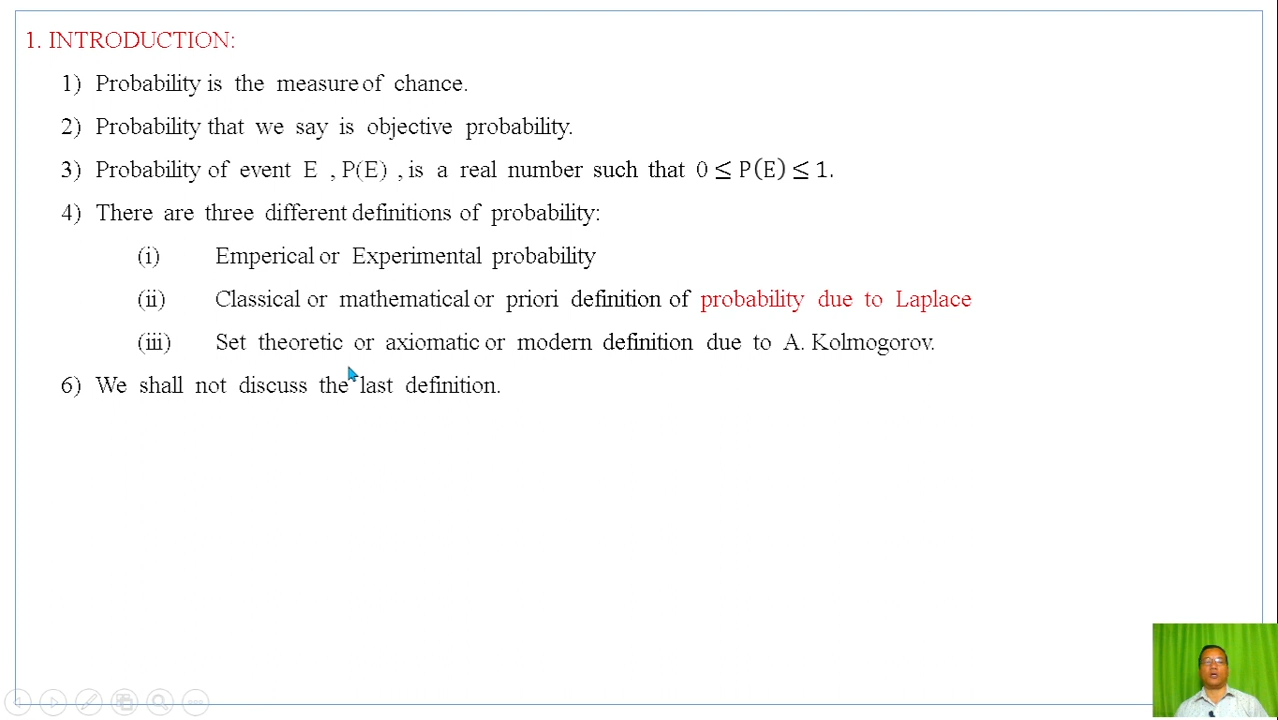 1. INTRODUCTION:
1) Probability is the measure of chance.
2) Probability that we say is objective probability.
3) Probability of event E , P(E) , is a real number such that 0 ≤ P(E) ≤ 1.
4) There are three different definitions of probability:
(i) Emperical or Experimental probability
(ii) Classical or mathematical or priori definition of probability due to Laplace
(iii) Set theoretic or axiomatic or modern definition due to A. Kolmogorov.
6) We shall not discuss the last definition.